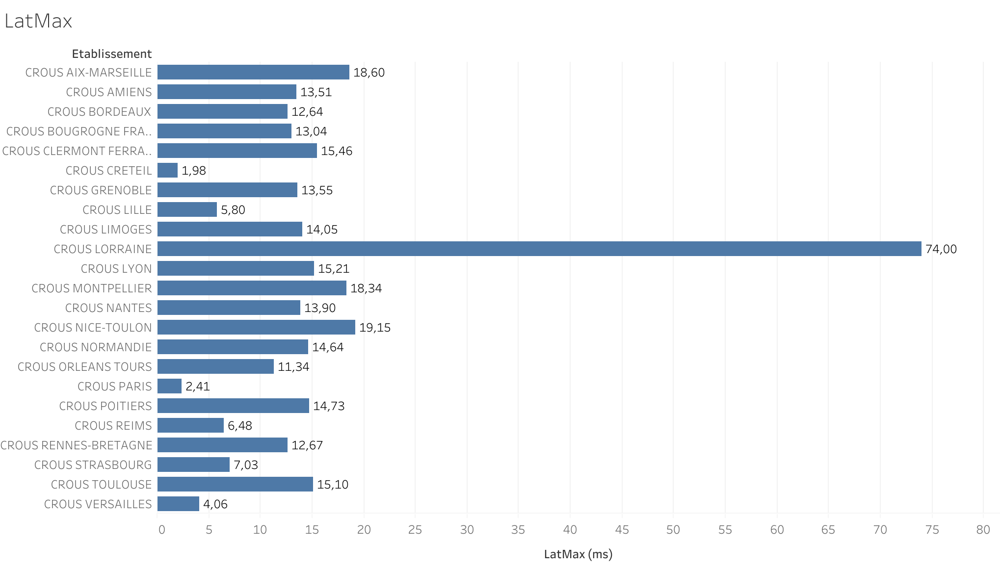 LatMax
Etablissement
CROUS AIX-MARSEILLE 18,60
CROUS AMIENS 13,51
CROUS BORDEAUX 12,64
CROUS BOUGROGNE FRA.. 13,04
CROUS CLERMONT FERRA.. 15,46
CROUS CRETEIL 1,98
CROUS GRENOBLE 13,55
CROUS LILLE 5,80
CROUS LIMOGES 14,05
CROUS LORRAINE 74,00
CROUS LYON 15,21
CROUS MONTPELLIER 18,34
CROUS NANTES 13,90
CROUS NICE-TOULON 19,15
CROUS NORMANDIE 14,64
CROUS ORLEANS TOURS 11,34
CROUS PARIS 2,41
CROUS POITIERS 14,73
CROUS REIMS 6,48
CROUS RENNES-BRETAGNE 12,67
CROUS STRASBOURG 7,03
CROUS TOULOUSE 15,10
CROUS VERSAILLES 4,06
0 5 10 15 20 25 30 35 40 45 50 55 60 65 70 75 80
LatMax (ms)